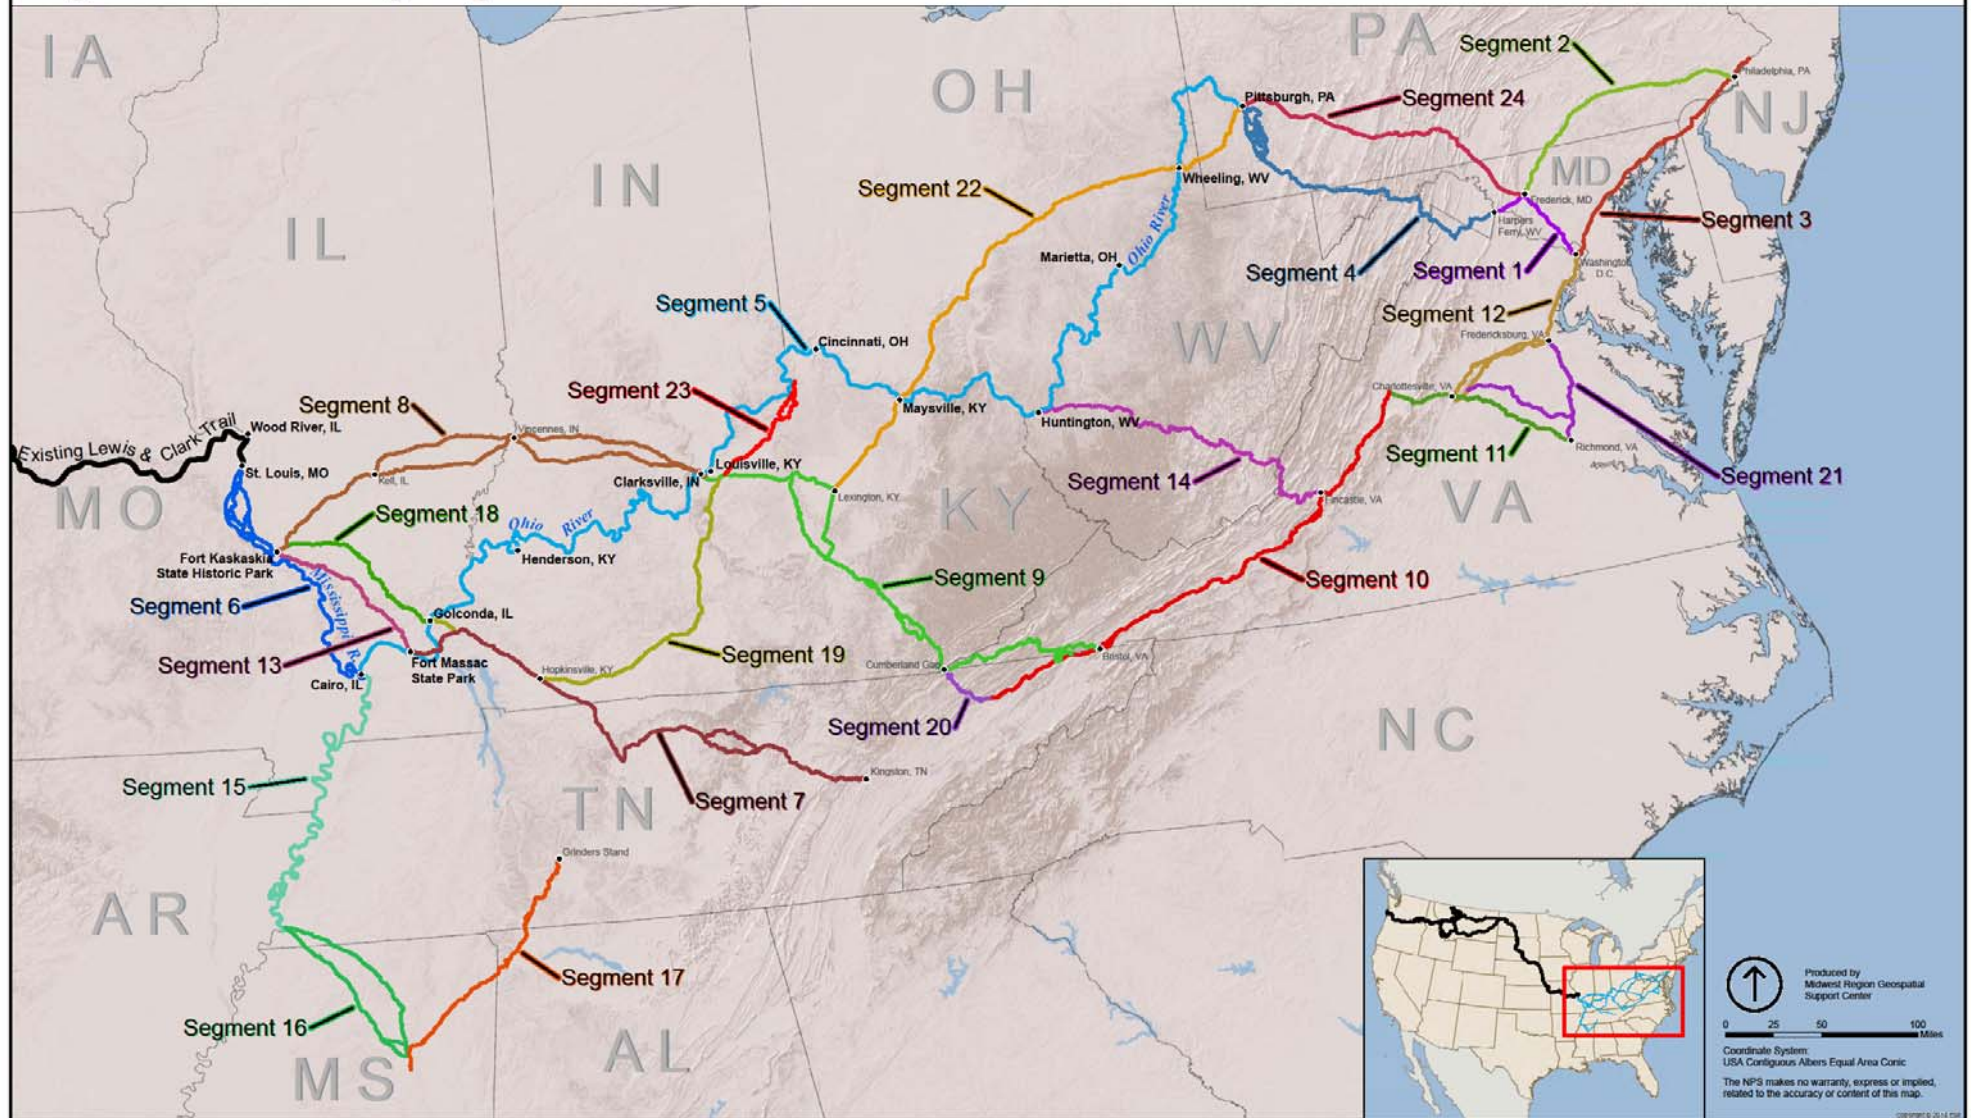 IA
PA
Segment 2
Philadelphia, PA
OH
Pittsburgh, PA
Segment 24
NJ
IN
MD
Segment 22
Wheeling, WV
Frederick, MD
Harpers
Ferry, WV
Segment 3
IL
Ohio River
Marietta, OH
Segment 4
Segment 1
Washington
D.C.
Segment 5
Segment 12
Fredericksburg, VA
Cincinnati, OH
WV
Segment 23
Charlottesville, VA
Segment 8
Maysville, KY
Existing Lewis & Clark Trail
Wood River, IL
Vincennes, IN
Huntington, WV
Richmond, VA
Segment 11
St. Louis, MO
Kell, IL
Louisville, KY
Clarksville, IN
Segment 14
Segment 21
MO
Lexington, KY
KY
Fincastle, VA
VA
Segment 18
Ohio River
Henderson, KY
Fort Kaskaskia
State Historic Park
Mississippi R.
Segment 9
Segment 10
Segment 6
Golconda, IL
Segment 13
Fort Massac
State Park
Hopkinsville, KY
Segment 19
Cumberland Gap
Bristol, VA
Cairo, IL
Segment 20
NC
Segment 15
Kingston, TN
TN
Segment 7
Grinders Stand
AR
Segment 17
Segment 16
AL
MS
Produced by
Midwest Region Geospatial
Support Center
0 25 50 100
Miles
Coordinate System:
USA Contiguous Albers Equal Area Conic
The NPS makes no warranty, express or implied,
related to the accuracy or content of this map.